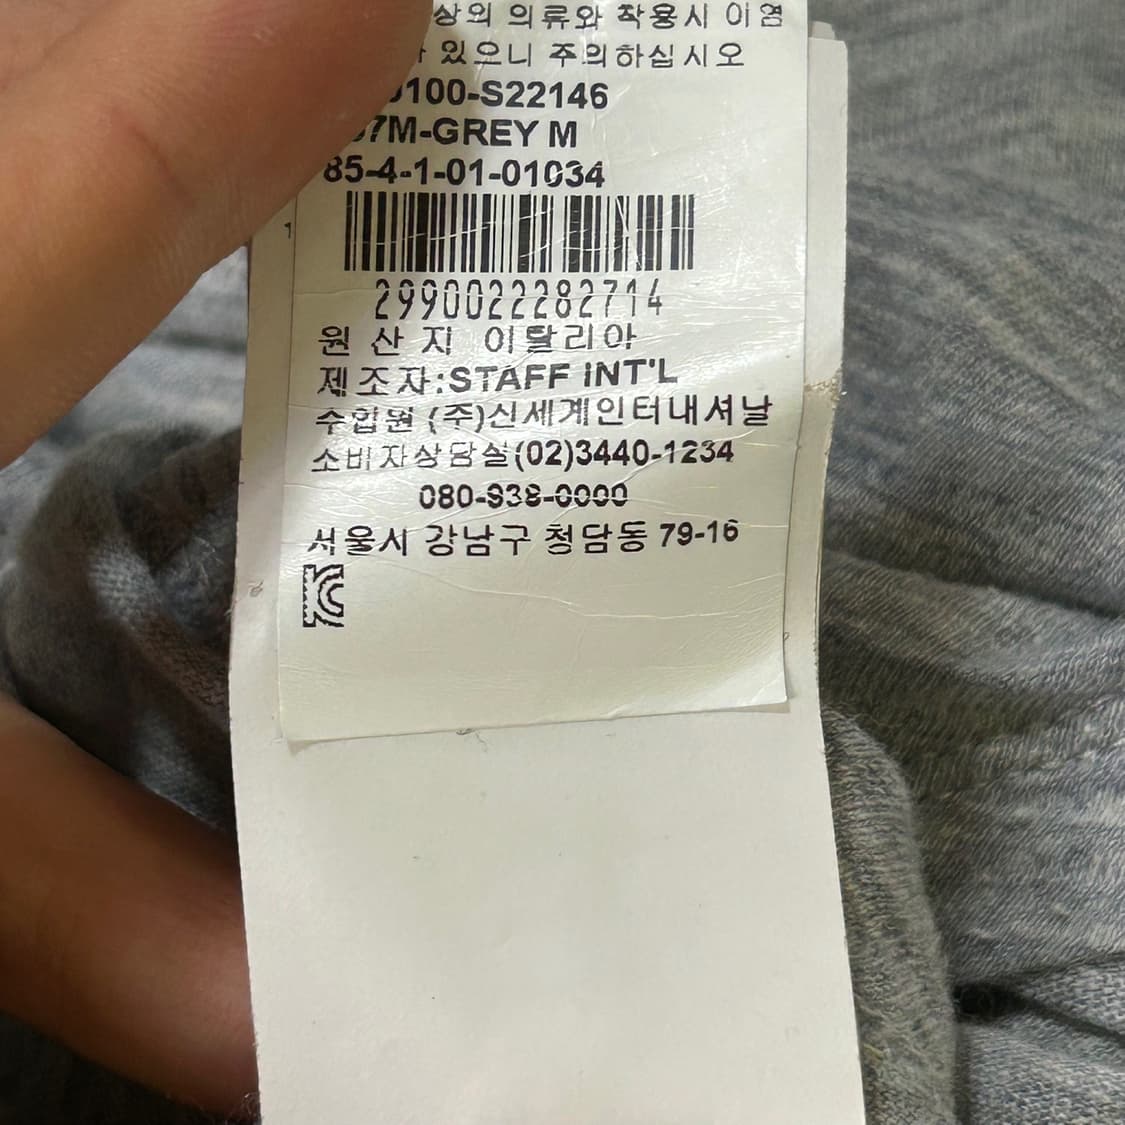 상의 의류와 착용시 이염
있으니 주의하십시오
0100-S22146
57M-GREY M
85-4-1-01-01034
1
2990022282714
원 산 지 이탈리아
제조자:STAFF INT'L
수입원 (주)신세계인터내셔날
소비자상담실(02)3440-1234
080-938-0000
서울시 강남구 청담동 79-16